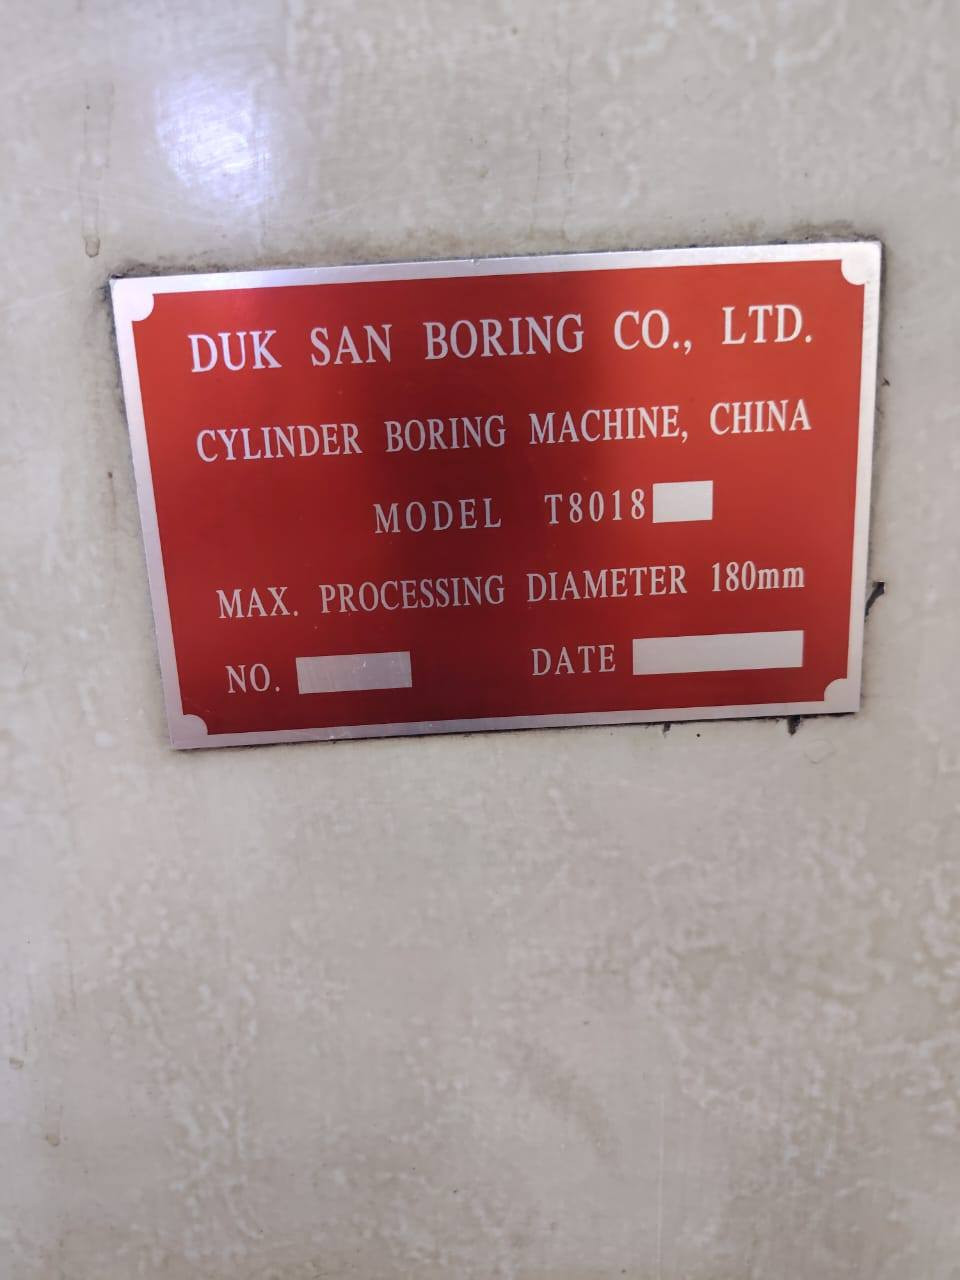 DUK SAN BORING CO., LTD.
CYLINDER BORING MACHINE, CHINA
MODEL T8018
MAX. PROCESSING DIAMETER 180mm
NO. DATE